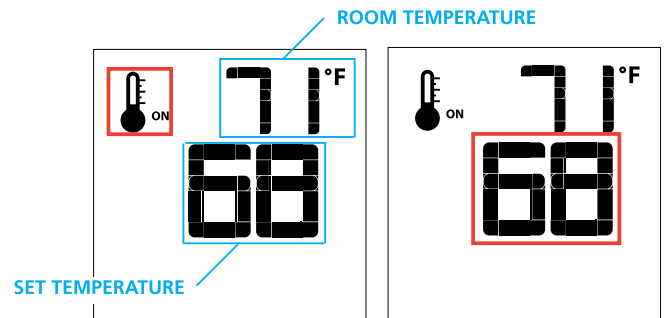 ROOM TEMPERATURE
71 °F
ON
68
SET TEMPERATURE
71 °F
ON
68